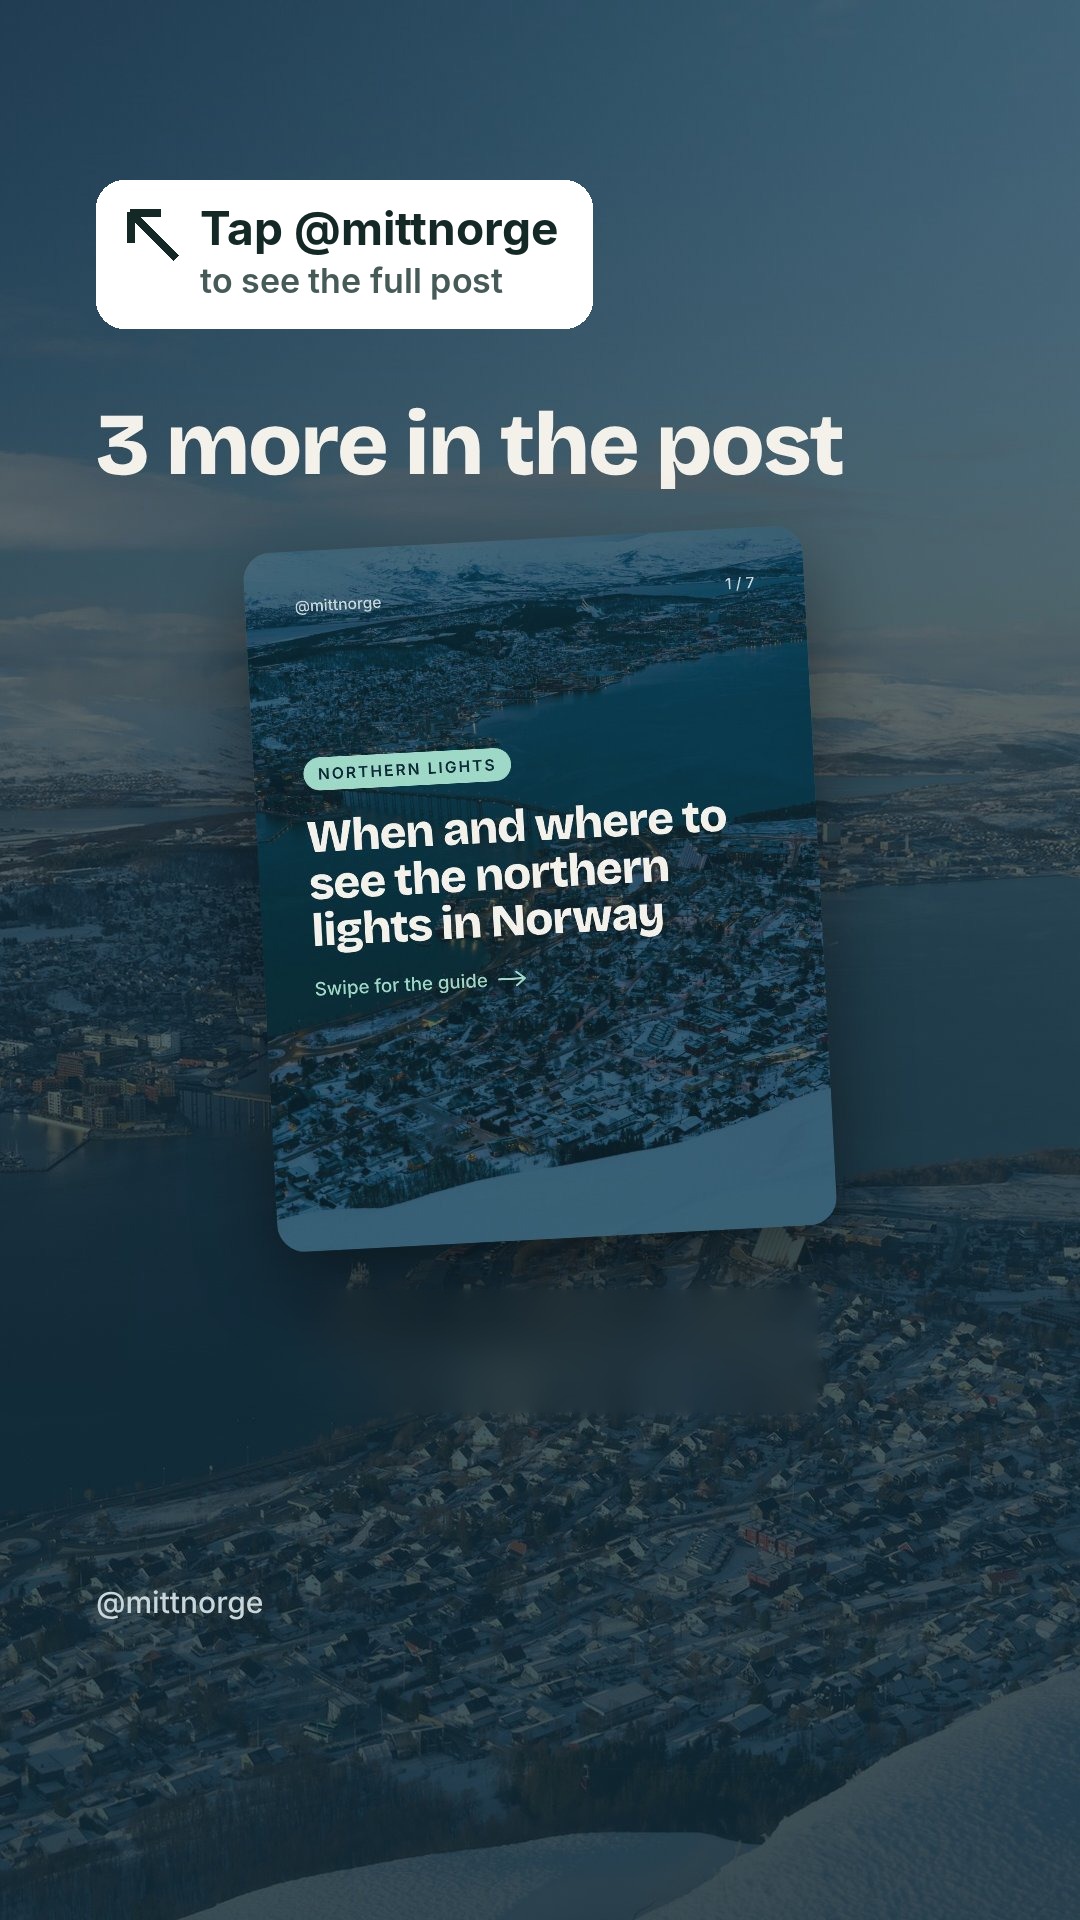 Tap @mittnorge
to see the full post
3 more in the post
@mittnorge
1 / 7
NORTHERN LIGHTS
When and where to
see the northern
lights in Norway
Swipe for the guide
@mittnorge